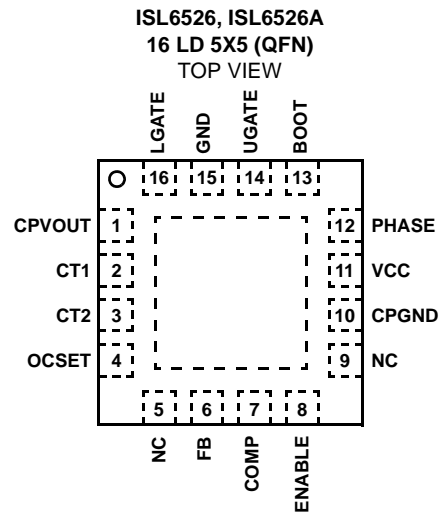 ISL6526, ISL6526A
16 LD 5X5 (QFN)
TOP VIEW
LGATE
GND
UGATE
BOOT
16 15 14 13
CPVOUT 1
CT1 2
CT2 3
OCSET 4
12 PHASE
11 VCC
10 CPGND
9 NC
5 6 7 8
NC
FB
COMP
ENABLE